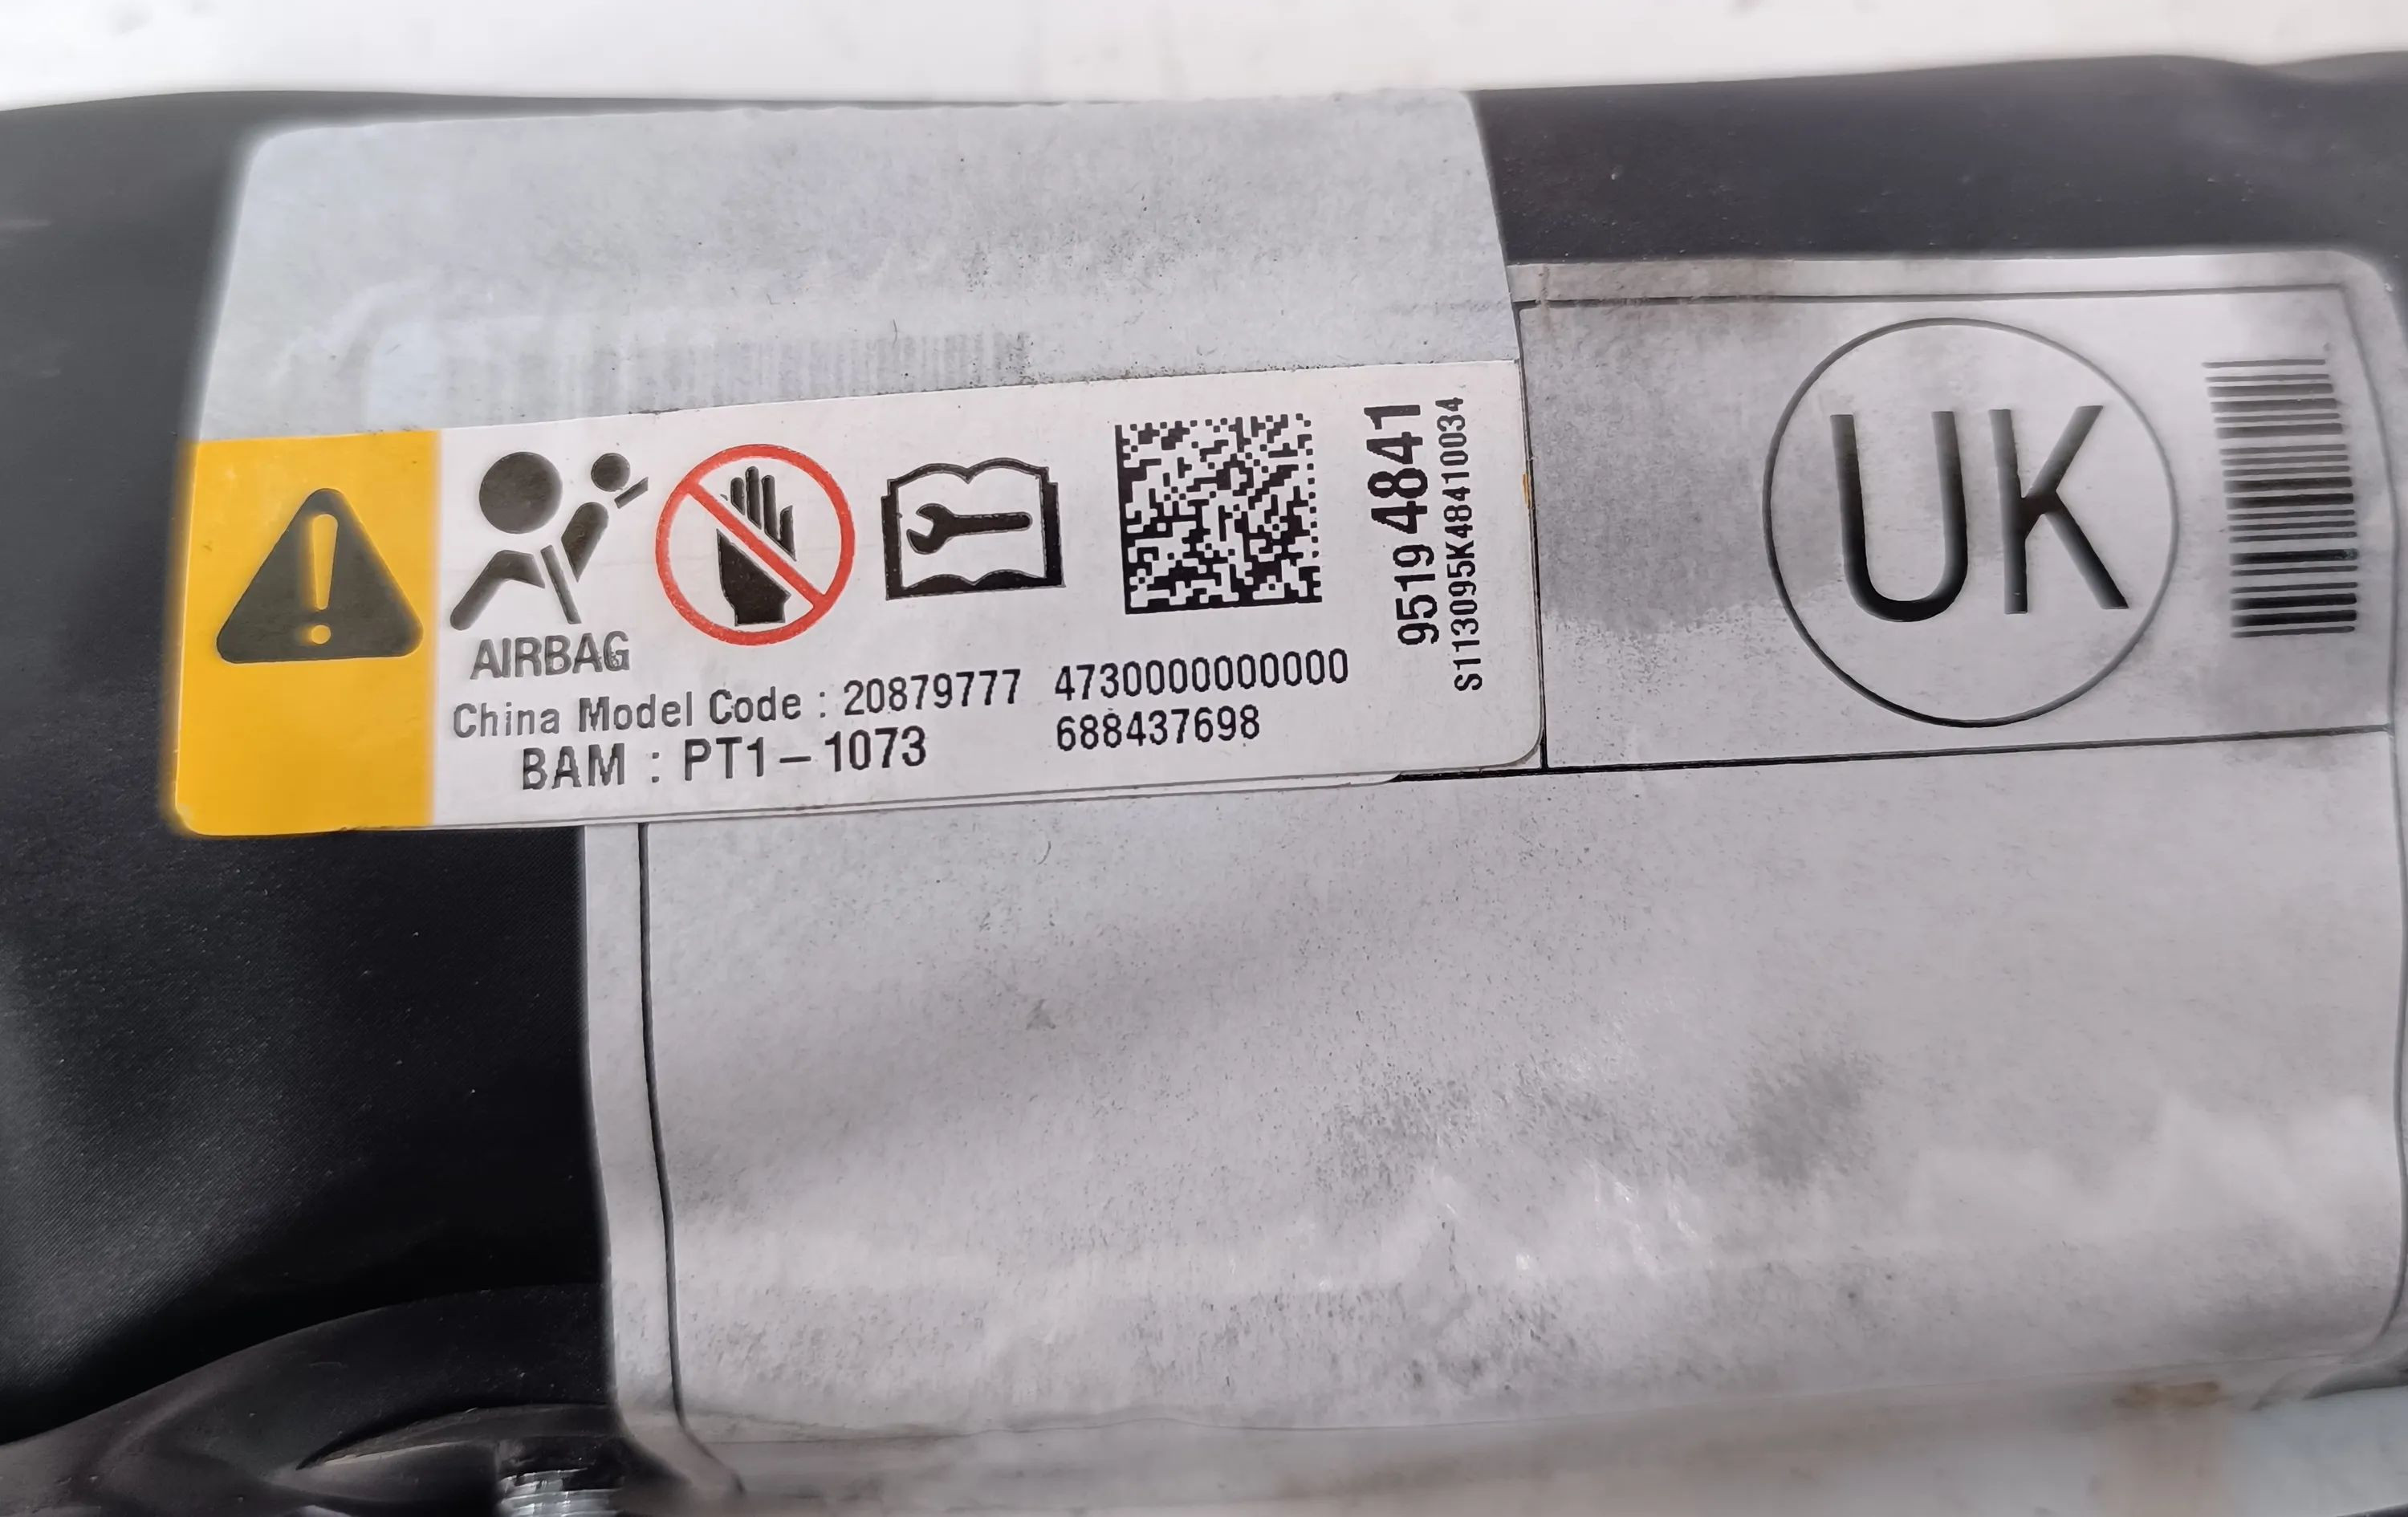 AIRBAG
China Model Code : 20879777 4730000000000
BAM : PT1-1073 688437698
9519 4841
S113095K48410034
UK